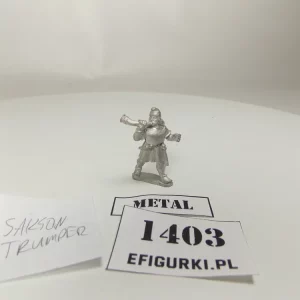 METAL
1403
EFIGURKI.PL
SAKSON
TRUMPER